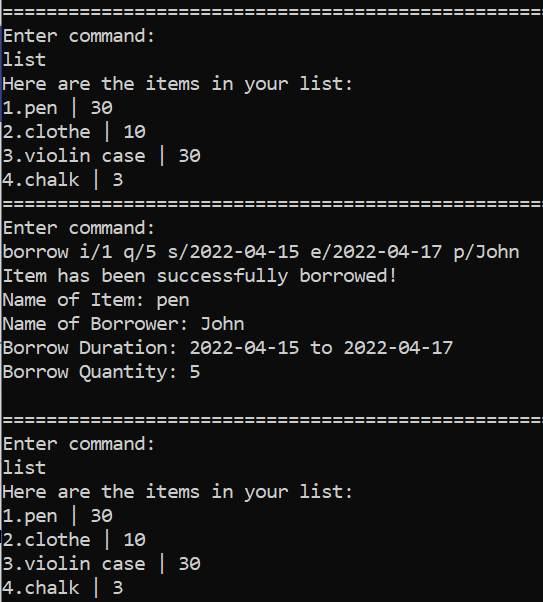 ==================================================
Enter command:
list
Here are the items in your list:
1.pen | 30
2.clothe | 10
3.violin case | 30
4.chalk | 3
==================================================
Enter command:
borrow i/1 q/5 s/2022-04-15 e/2022-04-17 p/John
Item has been successfully borrowed!
Name of Item: pen
Name of Borrower: John
Borrow Duration: 2022-04-15 to 2022-04-17
Borrow Quantity: 5
==================================================
Enter command:
list
Here are the items in your list:
1.pen | 30
2.clothe | 10
3.violin case | 30
4.chalk | 3